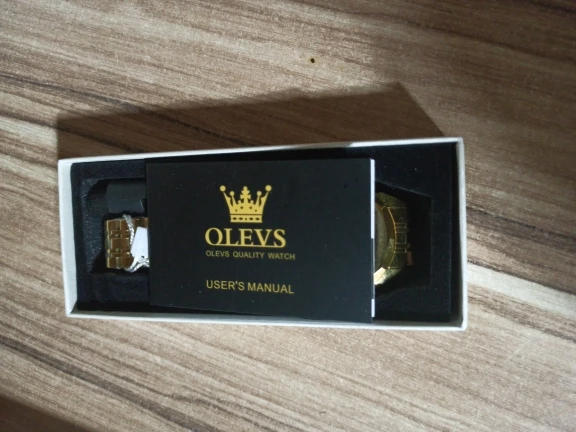 OLEVS
OLEVS QUALITY WATCH
USER'S MANUAL